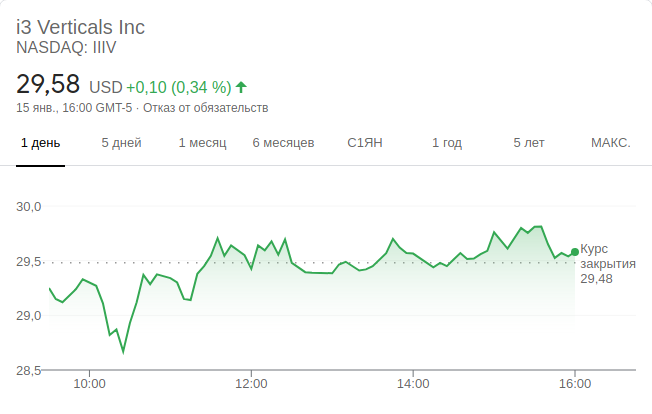 i3 Verticals Inc
NASDAQ: IIIV
29,58 USD +0,10 (0,34 %)
15 янв., 16:00 GMT-5 · Отказ от обязательств
1 день 5 дней 1 месяц 6 месяцев С1ЯН 1 год 5 лет МАКС.
30,0
29,5
29,0
28,5
Курс
закрытия
29,48
10:00 12:00 14:00 16:00